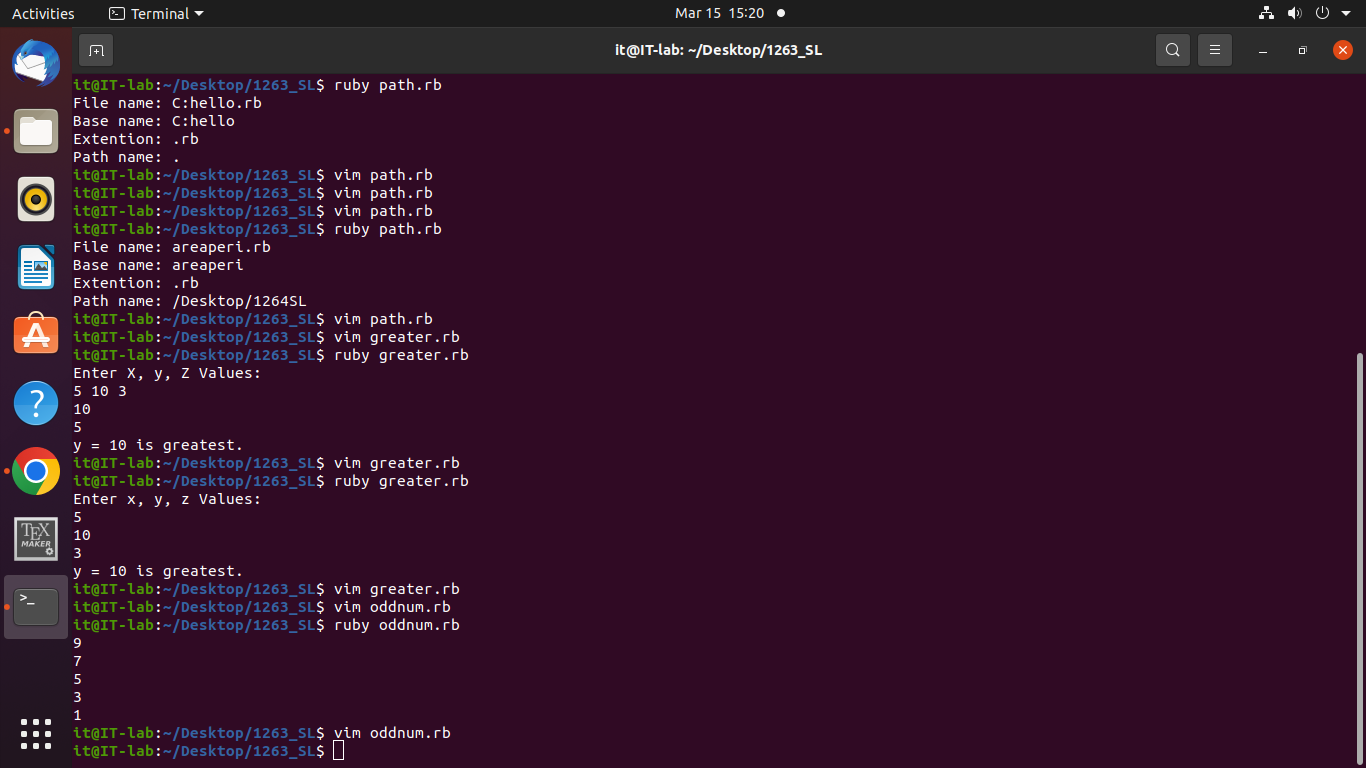 Activities Terminal Mar 15 15:20
it@IT-lab: ~/Desktop/1263_SL
it@IT-lab:~/Desktop/1263_SL$ ruby path.rb
File name: C:hello.rb
Base name: C:hello
Extention: .rb
Path name: .
it@IT-lab:~/Desktop/1263_SL$ vim path.rb
it@IT-lab:~/Desktop/1263_SL$ vim path.rb
it@IT-lab:~/Desktop/1263_SL$ vim path.rb
it@IT-lab:~/Desktop/1263_SL$ ruby path.rb
File name: areaperi.rb
Base name: areaperi
Extention: .rb
Path name: /Desktop/1264SL
it@IT-lab:~/Desktop/1263_SL$ vim path.rb
it@IT-lab:~/Desktop/1263_SL$ vim greater.rb
it@IT-lab:~/Desktop/1263_SL$ ruby greater.rb
Enter X, y, Z Values:
5 10 3
10
5
y = 10 is greatest.
it@IT-lab:~/Desktop/1263_SL$ vim greater.rb
it@IT-lab:~/Desktop/1263_SL$ ruby greater.rb
Enter x, y, z Values:
5
10
3
y = 10 is greatest.
it@IT-lab:~/Desktop/1263_SL$ vim greater.rb
it@IT-lab:~/Desktop/1263_SL$ vim oddnum.rb
it@IT-lab:~/Desktop/1263_SL$ ruby oddnum.rb
9
7
5
3
1
it@IT-lab:~/Desktop/1263_SL$ vim oddnum.rb
it@IT-lab:~/Desktop/1263_SL$
TEX
MAKER